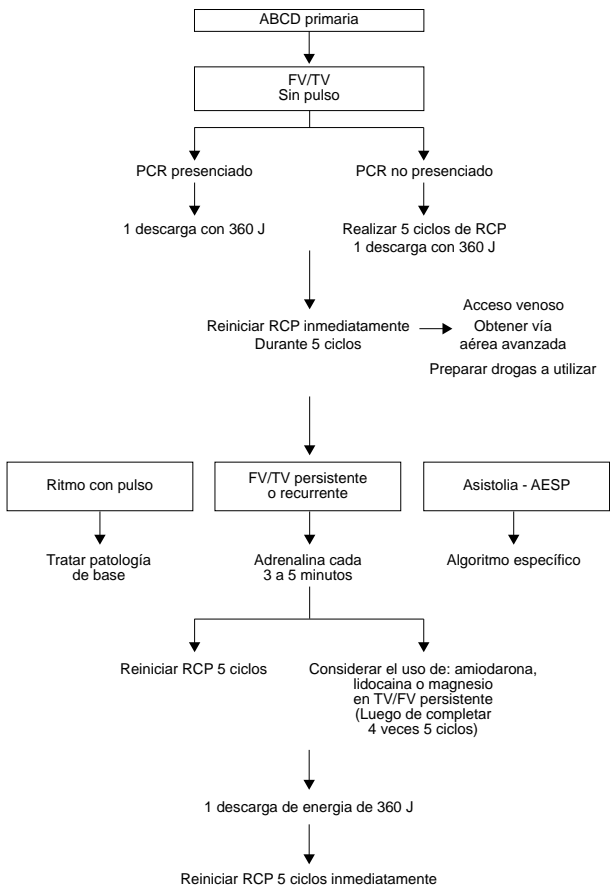 ABCD primaria
FV/TV
Sin pulso
PCR presenciado
PCR no presenciado
1 descarga con 360 J
Realizar 5 ciclos de RCP
1 descarga con 360 J
Reiniciar RCP inmediatamente
Durante 5 ciclos
Acceso venoso
Obtener vía
aérea avanzada
Preparar drogas a utilizar
Ritmo con pulso
FV/TV persistente
o recurrente
Asistolia - AESP
Tratar patología
de base
Adrenalina cada
3 a 5 minutos
Algoritmo específico
Reiniciar RCP 5 ciclos
Considerar el uso de: amiodarona,
lidocaina o magnesio
en TV/FV persistente
(Luego de completar
4 veces 5 ciclos)
1 descarga de energia de 360 J
Reiniciar RCP 5 ciclos inmediatamente